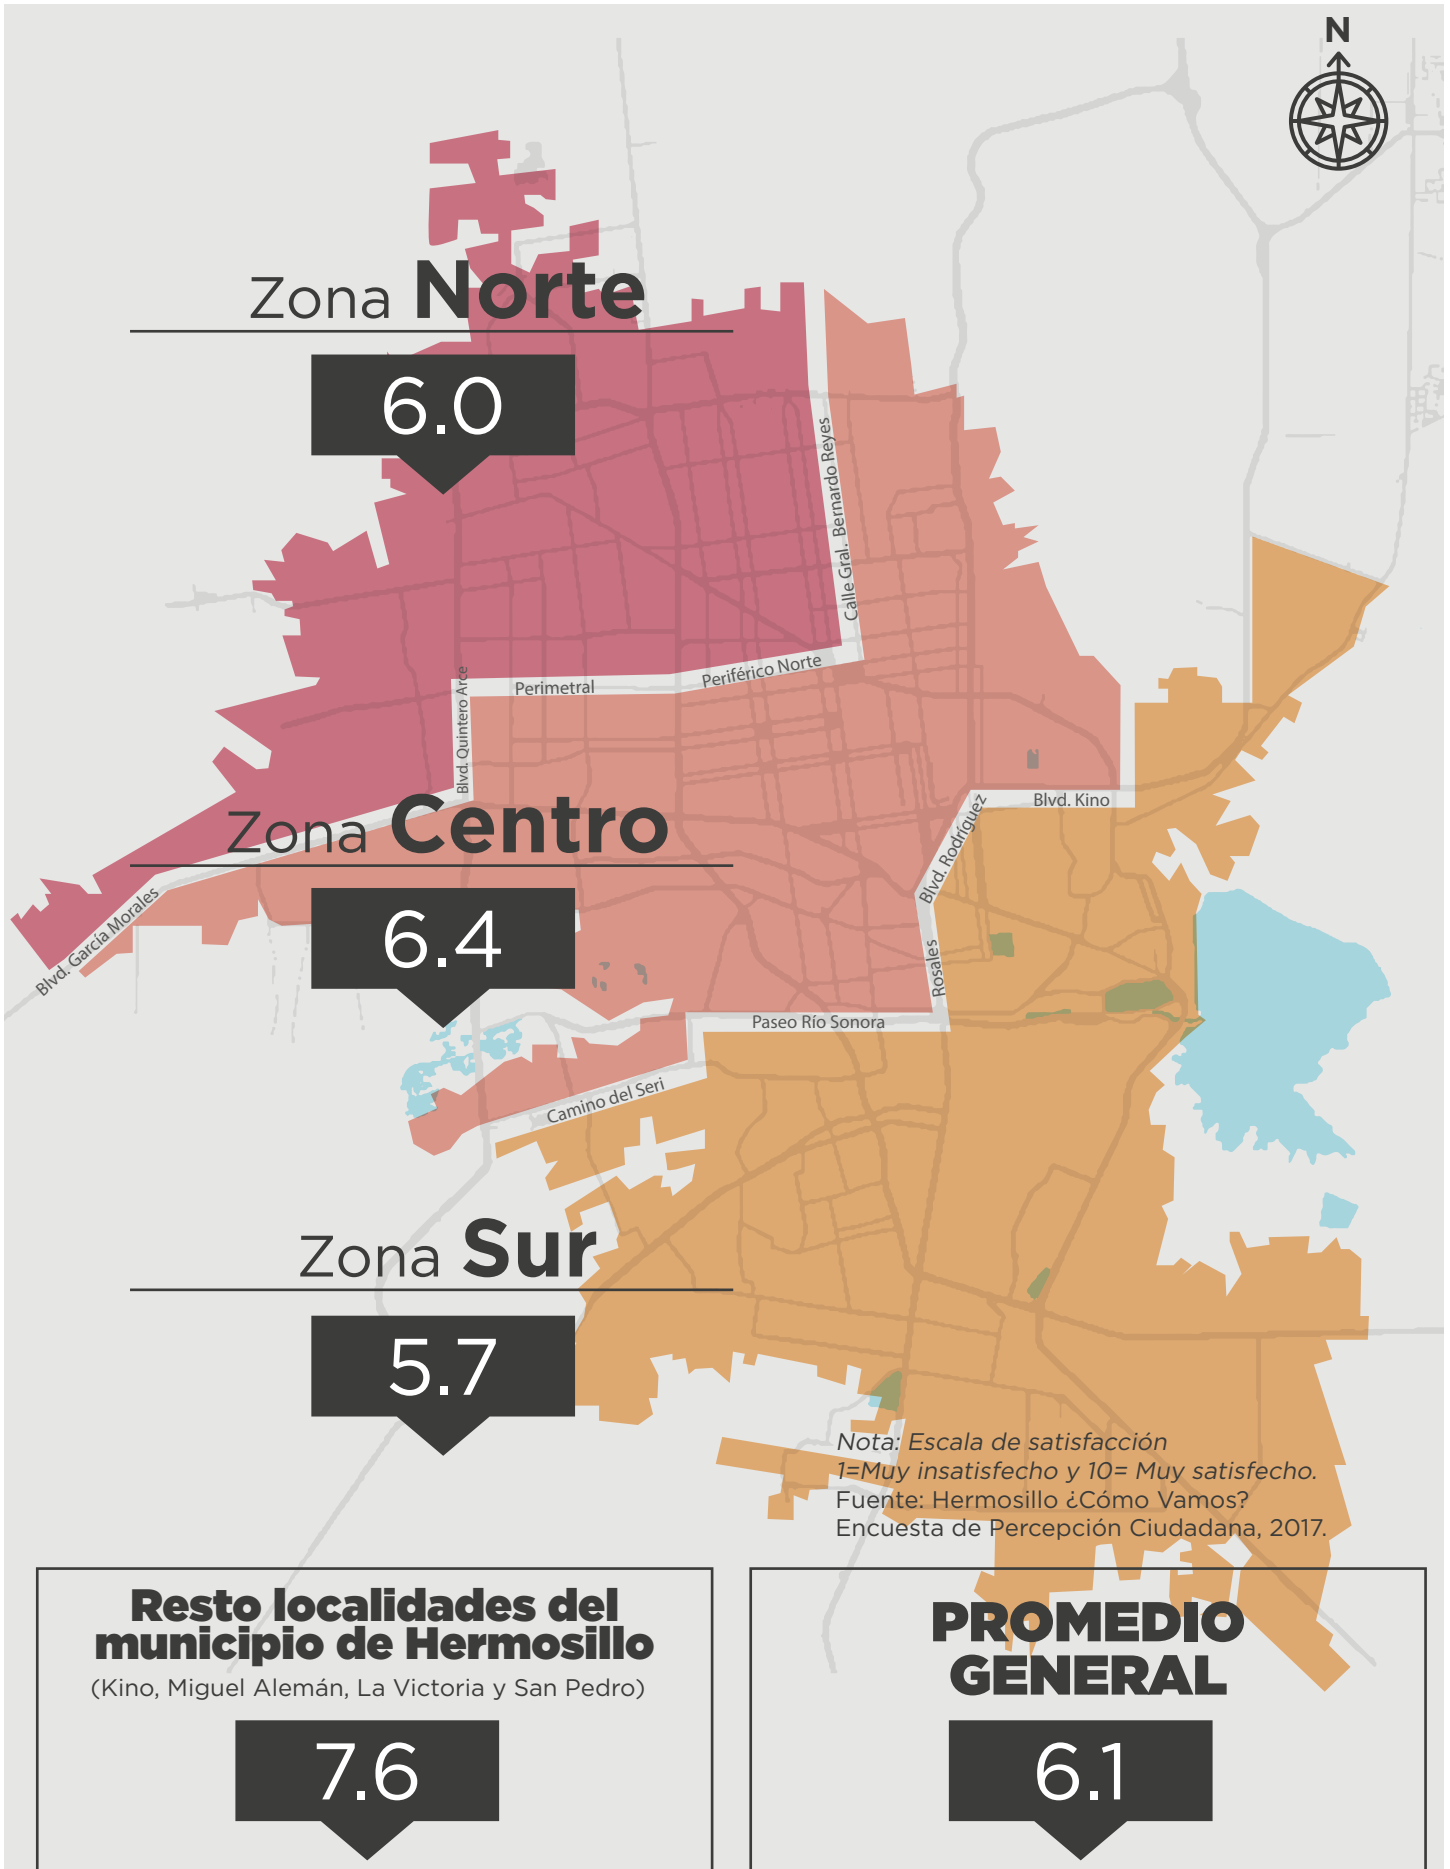 N
Zona Norte
6.0
Calle Gral. Bernardo Reyes
Periférico Norte
Perimetral
Blvd. Quintero Arce
Zona Centro
6.4
Blvd. Kino
Blvd. Rodríguez
Blvd. García Morales
Rosales
Paseo Río Sonora
Camino del Seri
Zona Sur
5.7
Nota: Escala de satisfacción
1=Muy insatisfecho y 10= Muy satisfecho.
Fuente: Hermosillo ¿Cómo Vamos?
Encuesta de Percepción Ciudadana, 2017.
Resto localidades del
municipio de Hermosillo
(Kino, Miguel Alemán, La Victoria y San Pedro)
7.6
PROMEDIO
GENERAL
6.1